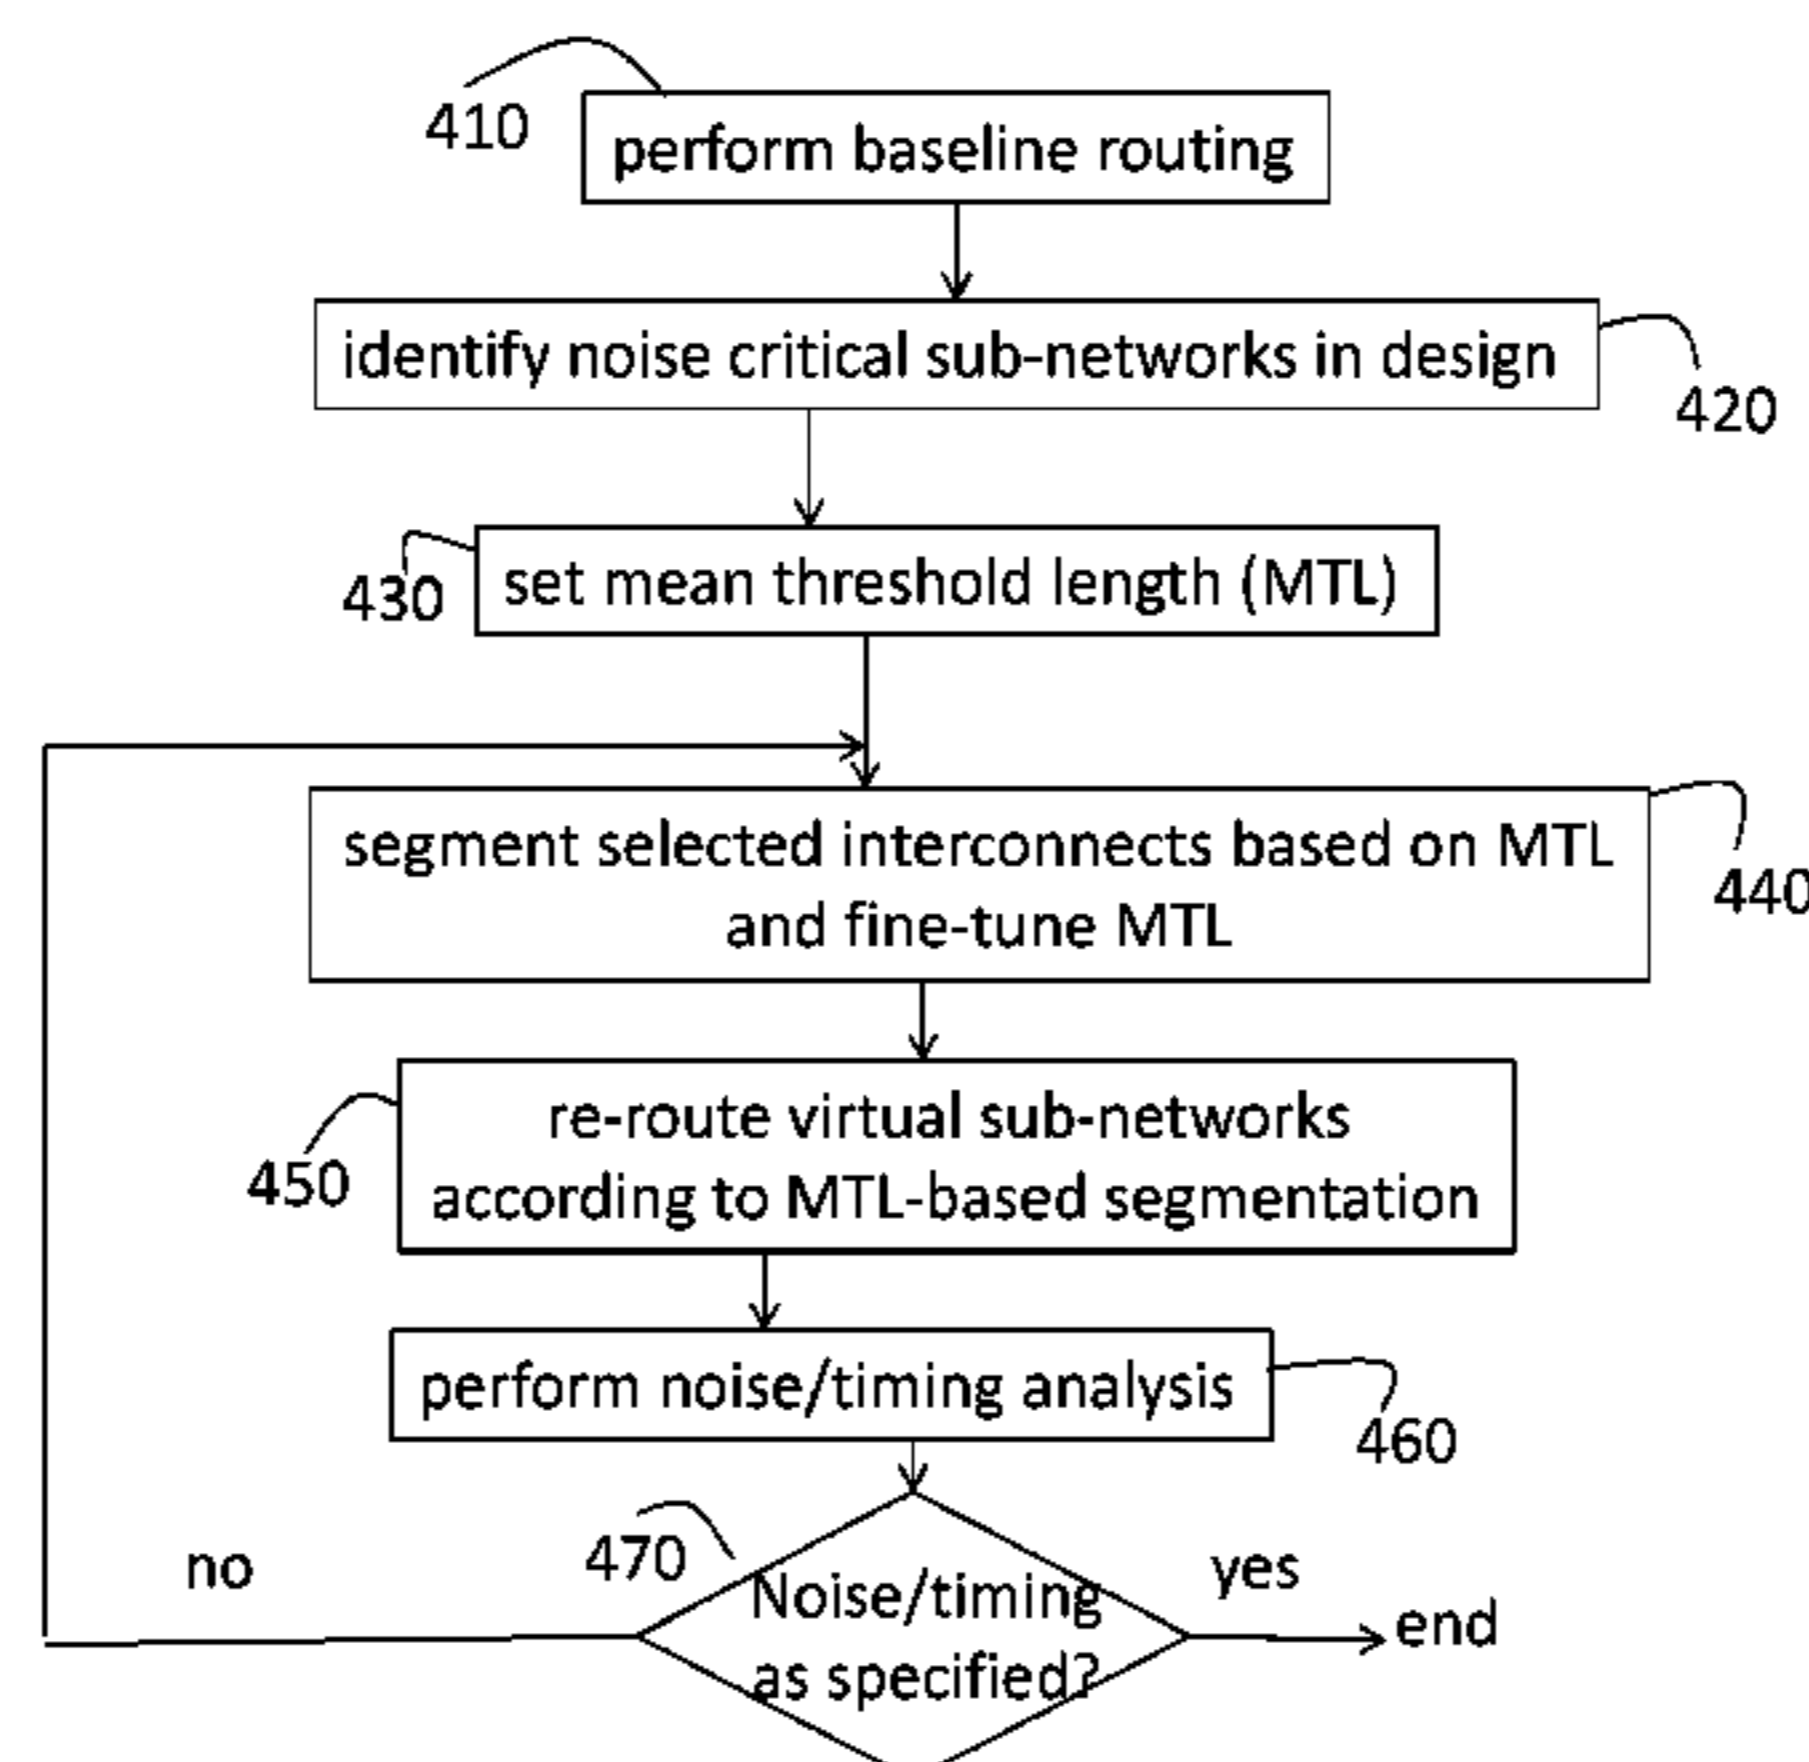 410
perform baseline routing
identify noise critical sub-networks in design
420
430
set mean threshold length (MTL)
segment selected interconnects based on MTL
and fine-tune MTL
440
re-route virtual sub-networks
according to MTL-based segmentation
450
perform noise/timing analysis
460
470
no
Noise/timing
as specified?
yes
end